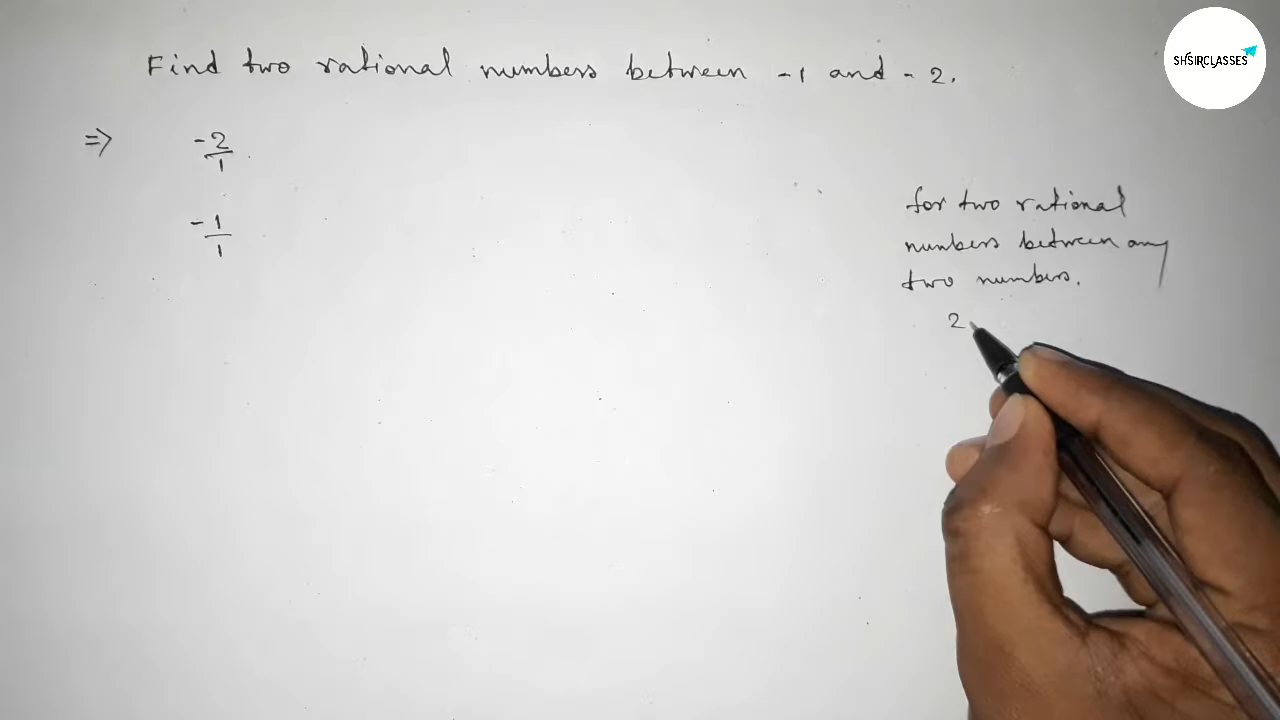 SHSIRCLASSES
Find two rational numbers between -1 and - 2.
=> -2/1
-1/1
for two rational
numbers between any
two numbers.
2